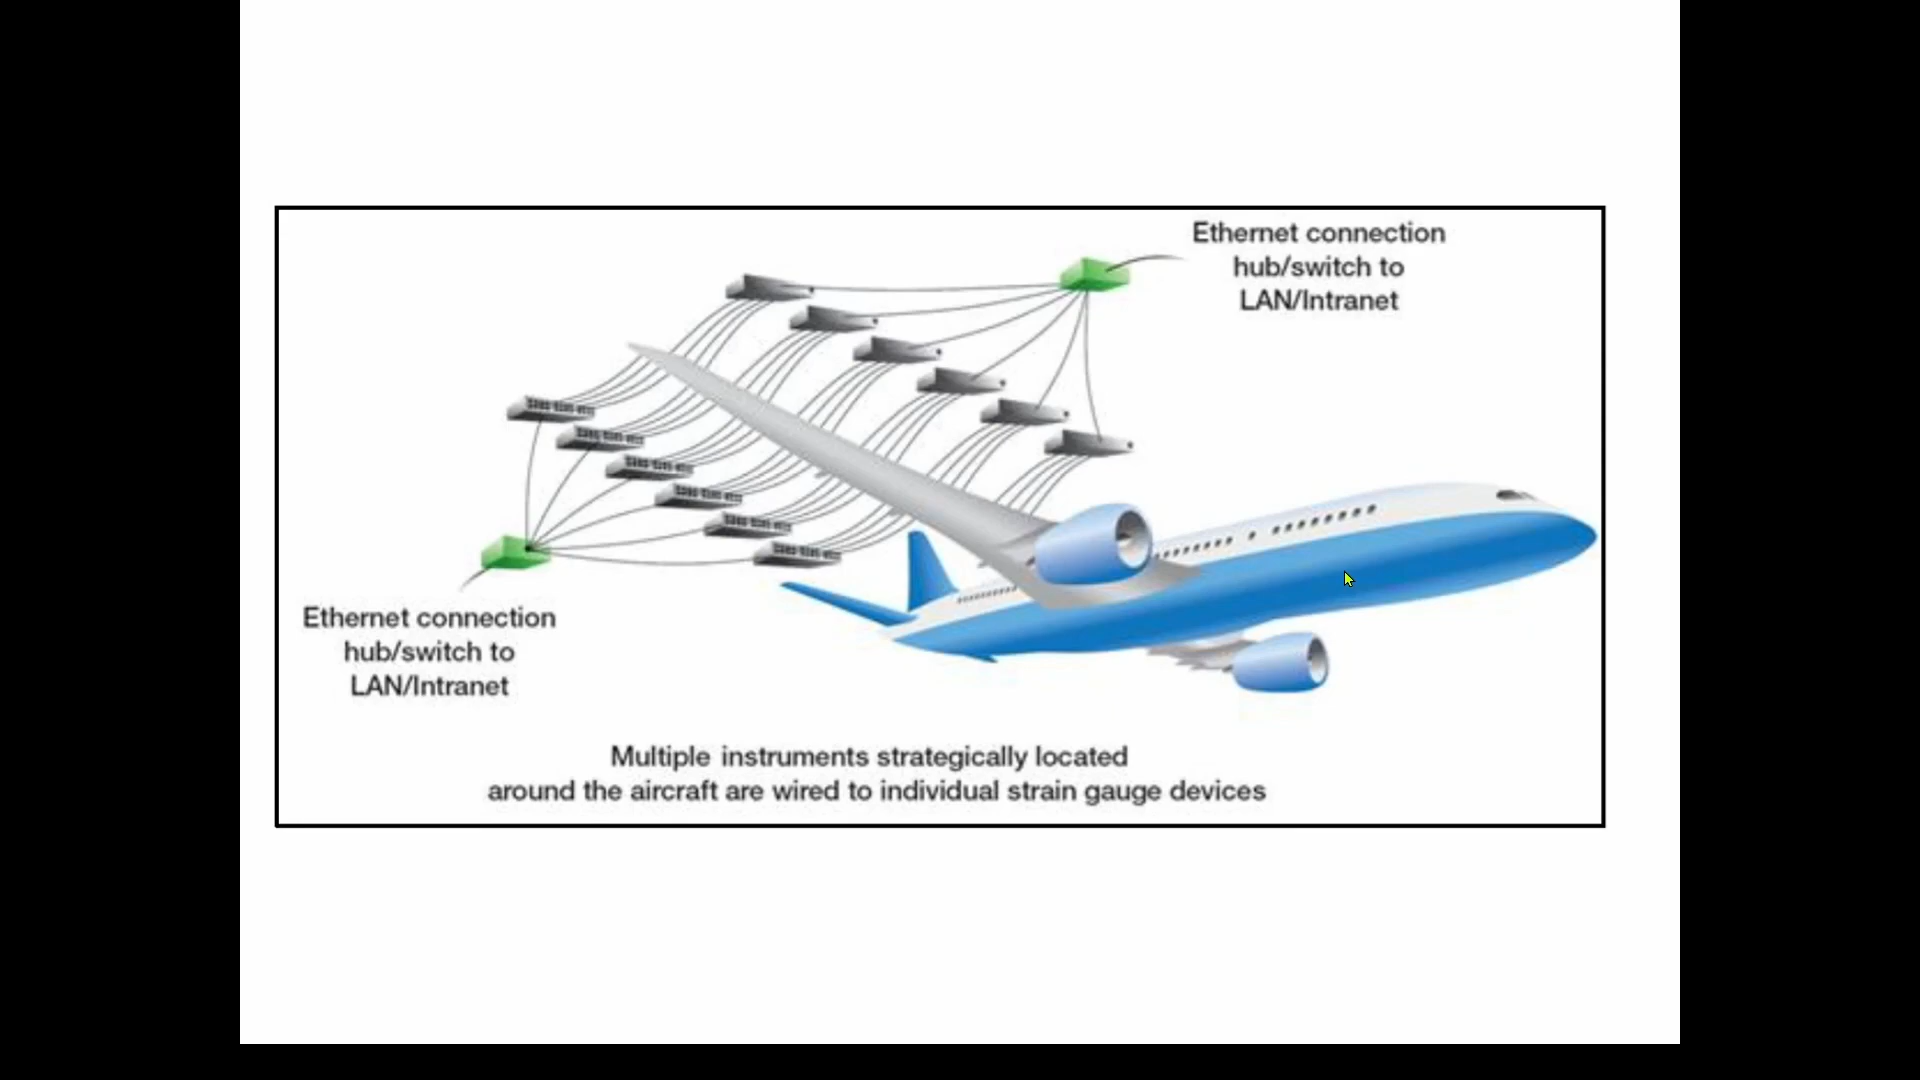 Ethernet connection
hub/switch to
LAN/Intranet
Ethernet connection
hub/switch to
LAN/Intranet
Multiple instruments strategically located
around the aircraft are wired to individual strain gauge devices